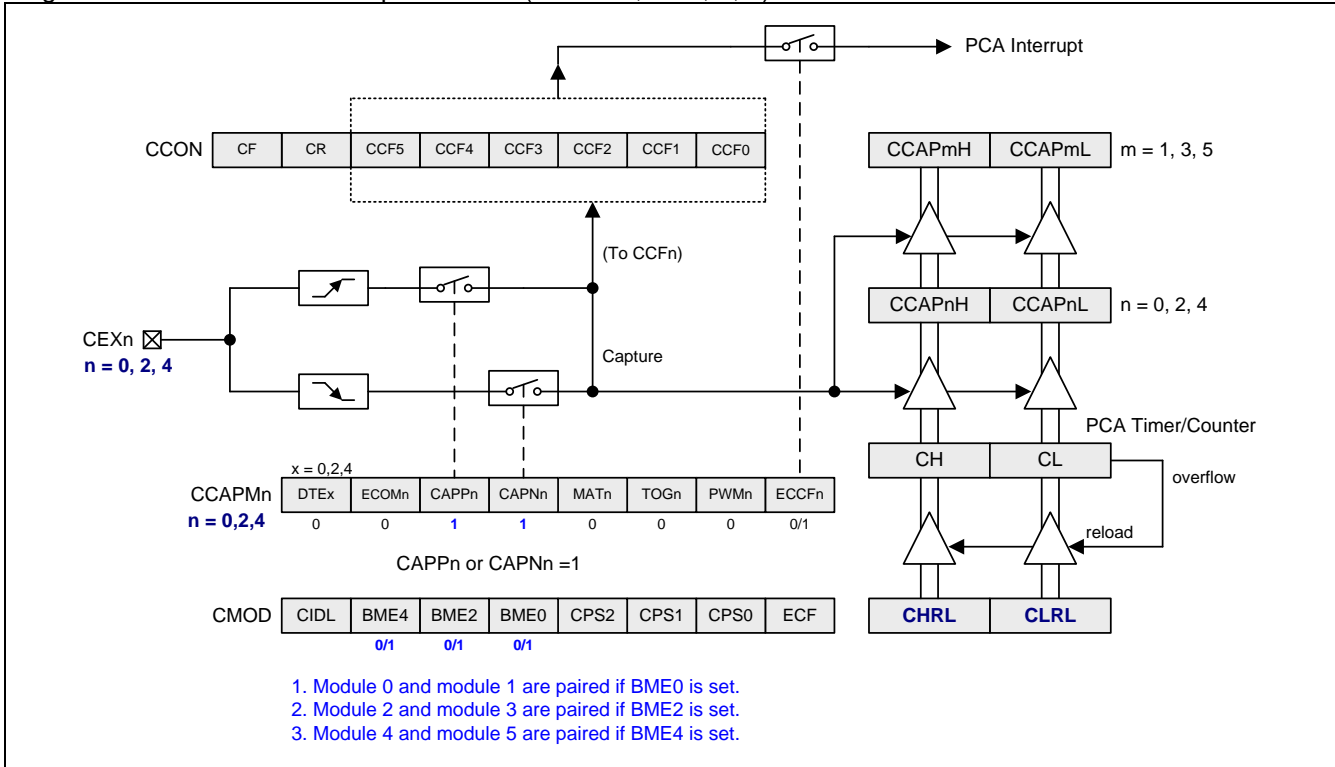 PCA Interrupt
CCON CF CR CCF5 CCF4 CCF3 CCF2 CCF1 CCF0
CCAPmH CCAPmL m = 1, 3, 5
(To CCFn)
CCAPnH CCAPnL n = 0, 2, 4
CEXn
n = 0, 2, 4
Capture
PCA Timer/Counter
CH CL
overflow
x = 0,2,4
CCAPMn DTEx ECOMn CAPPn CAPNn MATn TOGn PWMn ECCFn
n = 0,2,4 0 0 1 1 0 0 0 0/1
reload
CAPPn or CAPNn =1
CMOD CIDL BME4 BME2 BME0 CPS2 CPS1 CPS0 ECF
CHRL CLRL
0/1 0/1 0/1
1. Module 0 and module 1 are paired if BME0 is set.
2. Module 2 and module 3 are paired if BME2 is set.
3. Module 4 and module 5 are paired if BME4 is set.